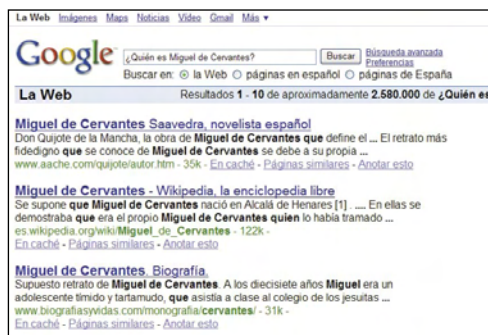 La Web Imágenes Maps Noticias Vídeo Gmail Más ▾
Google ¿Quién es Miguel de Cervantes? Buscar Búsqueda avanzada
Preferencias
Buscar en: la Web páginas en español páginas de España
La Web Resultados 1 - 10 de aproximadamente 2.580.000 de ¿Quién es
Miguel de Cervantes Saavedra, novelista español
Don Quijote de la Mancha, la obra de Miguel de Cervantes que define el ... El retrato más
fidedigno que se conoce de Miguel de Cervantes se debe a su propia ...
www.aache.com/quijote/autor.htm - 35k - En caché - Páginas similares - Anotar esto
Miguel de Cervantes - Wikipedia, la enciclopedia libre
Se supone que Miguel de Cervantes nació en Alcalá de Henares [1] . .... En ellas se
demostraba que era el propio Miguel de Cervantes quien lo había tramado ...
es.wikipedia.org/wiki/Miguel_de_Cervantes - 122k -
En caché - Páginas similares - Anotar esto
Miguel de Cervantes. Biografía.
Supuesto retrato de Miguel de Cervantes. A los diecisiete años Miguel era un
adolescente tímido y tartamudo, que asistía a clase al colegio de los jesuitas ...
www.biografiasyvidas.com/monografia/cervantes/ - 31k -
En caché - Páginas similares - Anotar esto